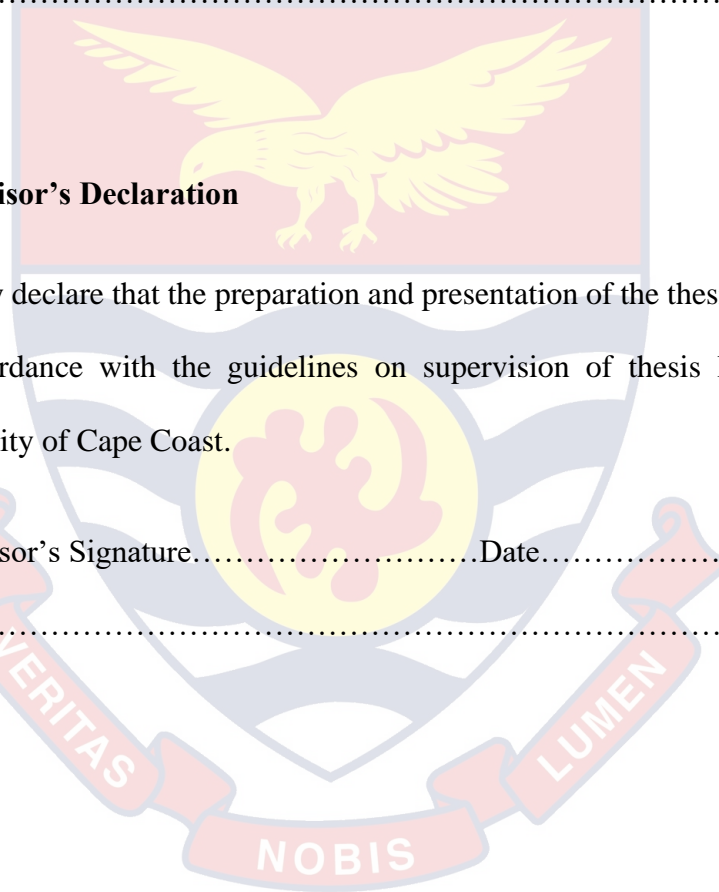 ………………………………………………………………………
isor’s Declaration
declare that the preparation and presentation of the thes
rdance with the guidelines on supervision of thesis
ity of Cape Coast.
sor’s Signature……………………….Date………………
………………………………………………………………………
VERITAS
NOBIS
LUMEN